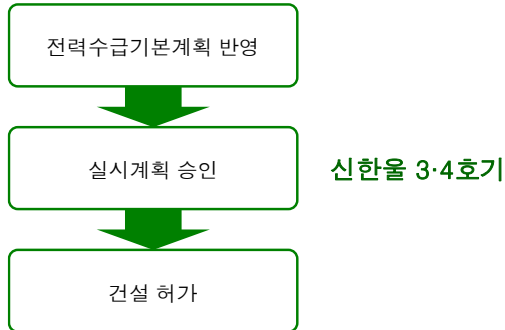 전력수급기본계획 반영
실시계획 승인
신한울 3·4호기
건설 허가